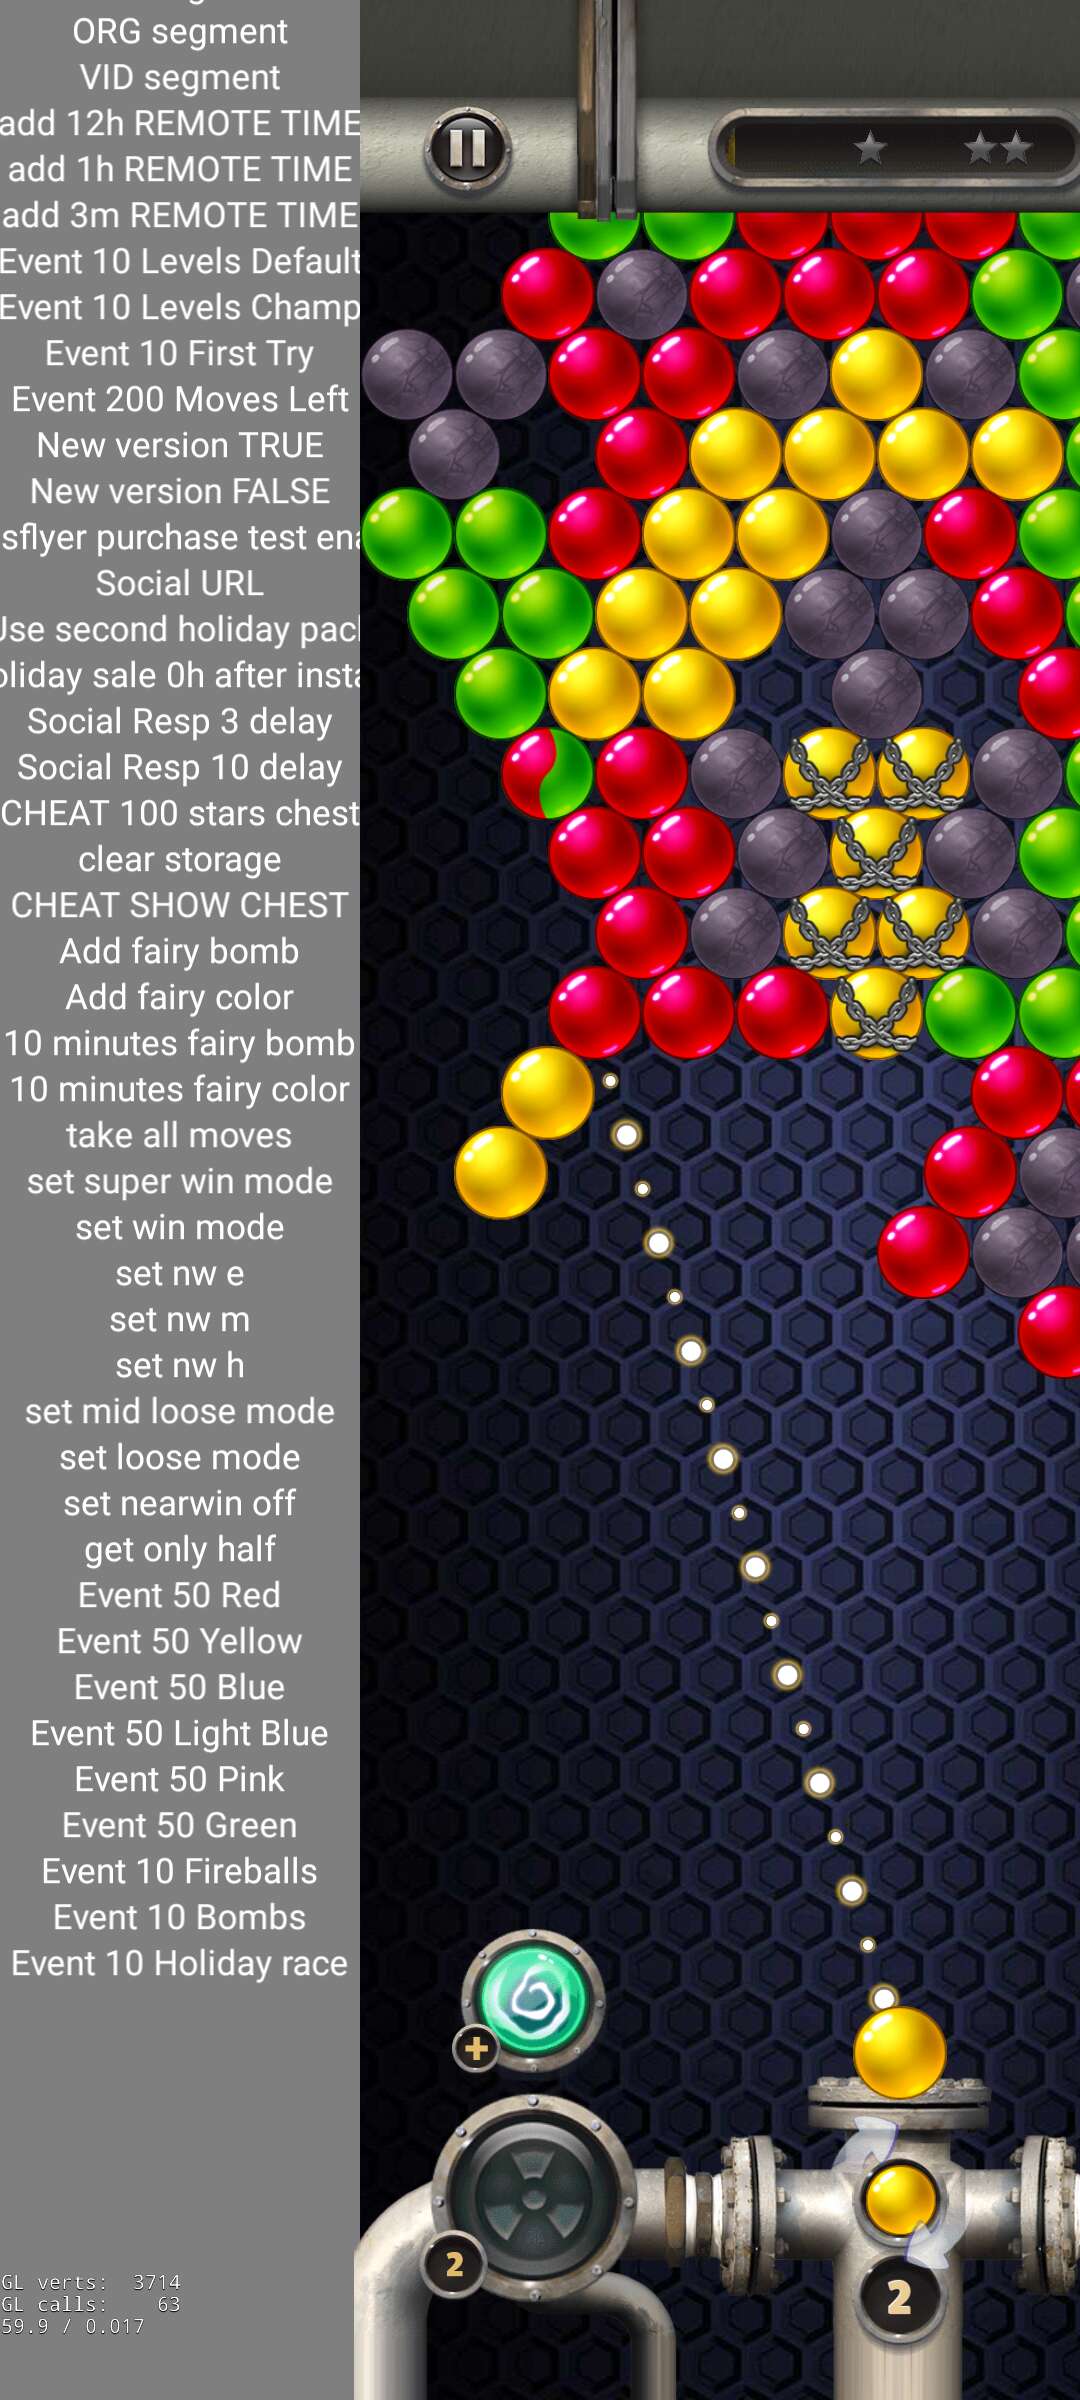 ORG segment
VID segment
add 12h REMOTE TIME
add 1h REMOTE TIME
add 3m REMOTE TIME
Event 10 Levels Default
Event 10 Levels Champ
Event 10 First Try
Event 200 Moves Left
New version TRUE
New version FALSE
sflyer purchase test ena
Social URL
Use second holiday pacl
oliday sale 0h after insta
Social Resp 3 delay
Social Resp 10 delay
CHEAT 100 stars chest
clear storage
CHEAT SHOW CHEST
Add fairy bomb
Add fairy color
10 minutes fairy bomb
10 minutes fairy color
take all moves
set super win mode
set win mode
set nw e
set nw m
set nw h
set mid loose mode
set loose mode
set nearwin off
get only half
Event 50 Red
Event 50 Yellow
Event 50 Blue
Event 50 Light Blue
Event 50 Pink
Event 50 Green
Event 10 Fireballs
Event 10 Bombs
Event 10 Holiday race
2
2
GL verts: 3714
GL calls: 63
59.9 / 0.017